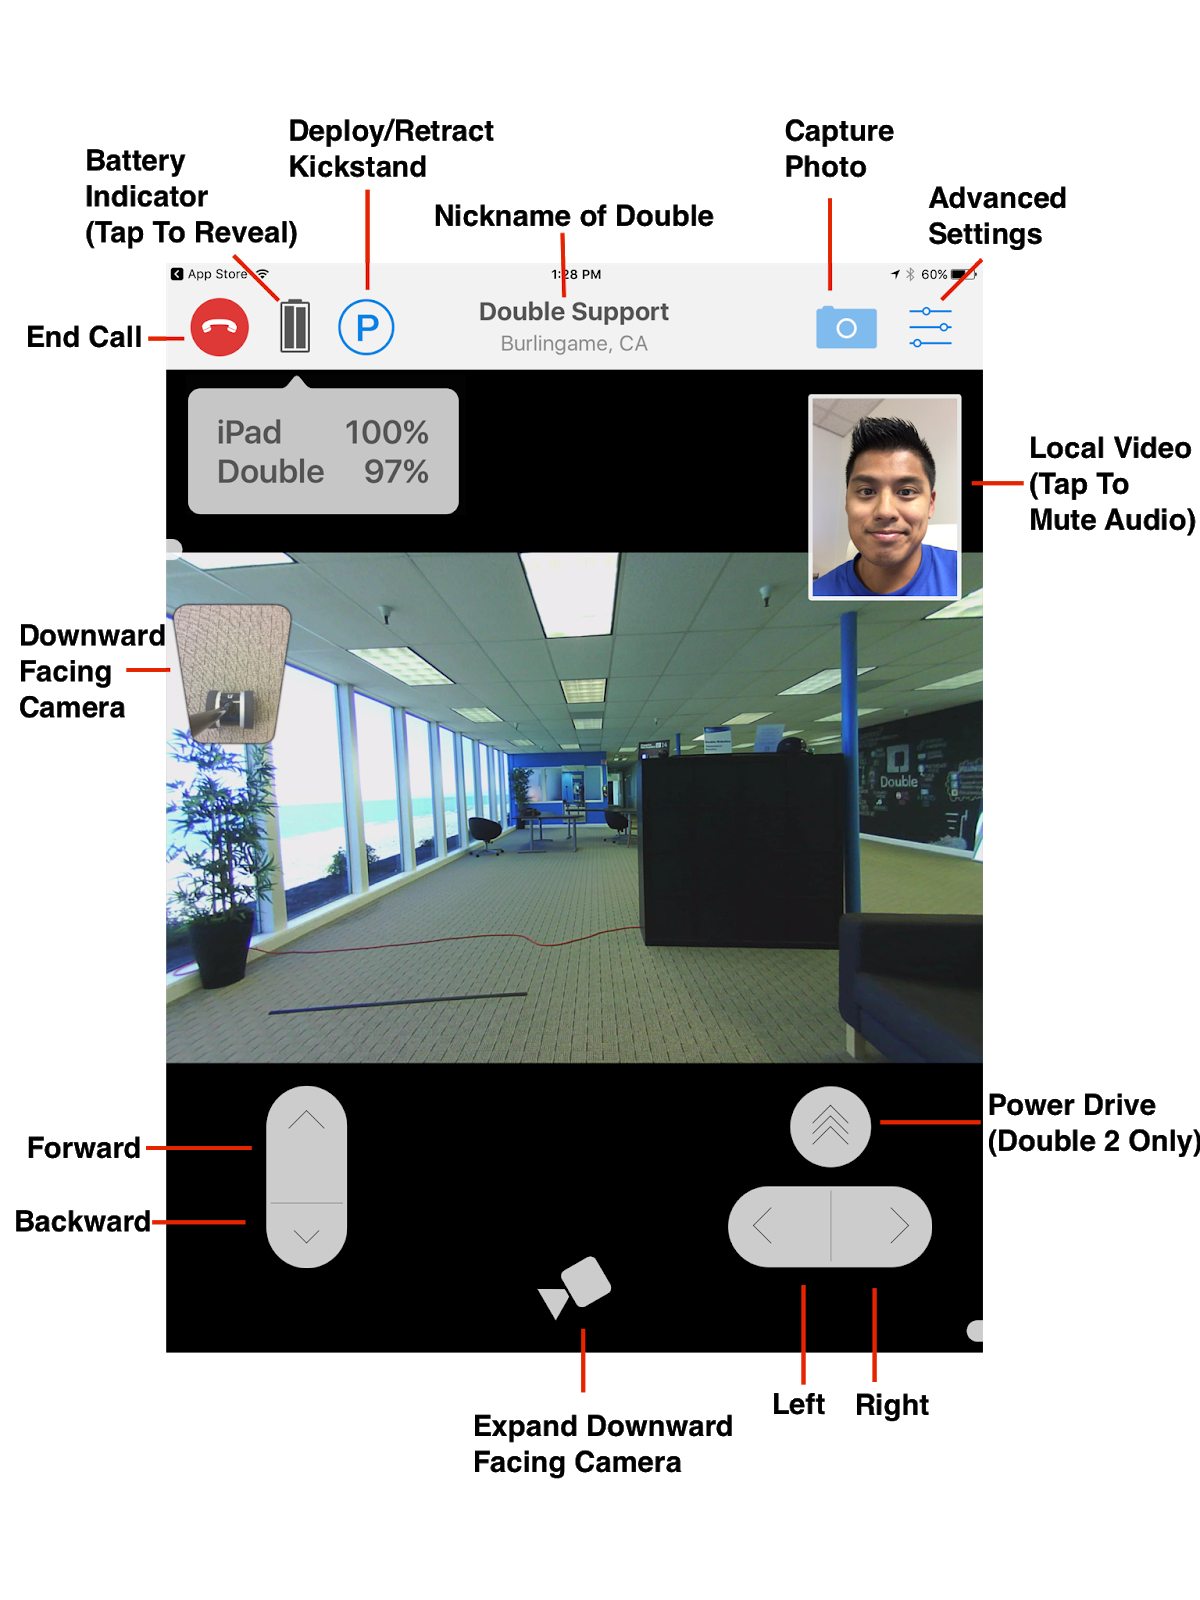 Deploy/Retract
Kickstand
Capture
Photo
Battery
Indicator
(Tap To Reveal)
Nickname of Double
Advanced
Settings
App Store
1:28 PM
60%
End Call
P
Double Support
Burlingame, CA
iPad 100%
Double 97%
Local Video
(Tap To
Mute Audio)
Downward
Facing
Camera
Double
Forward
Backward
Power Drive
(Double 2 Only)
Left
Right
Expand Downward
Facing Camera